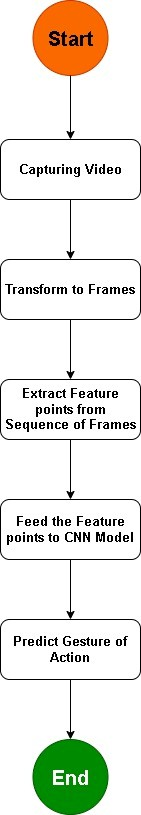 Start
Capturing Video
Transform to Frames
Extract Feature
points from
Sequence of Frames
Feed the Feature
points to CNN Model
Predict Gesture of
Action
End